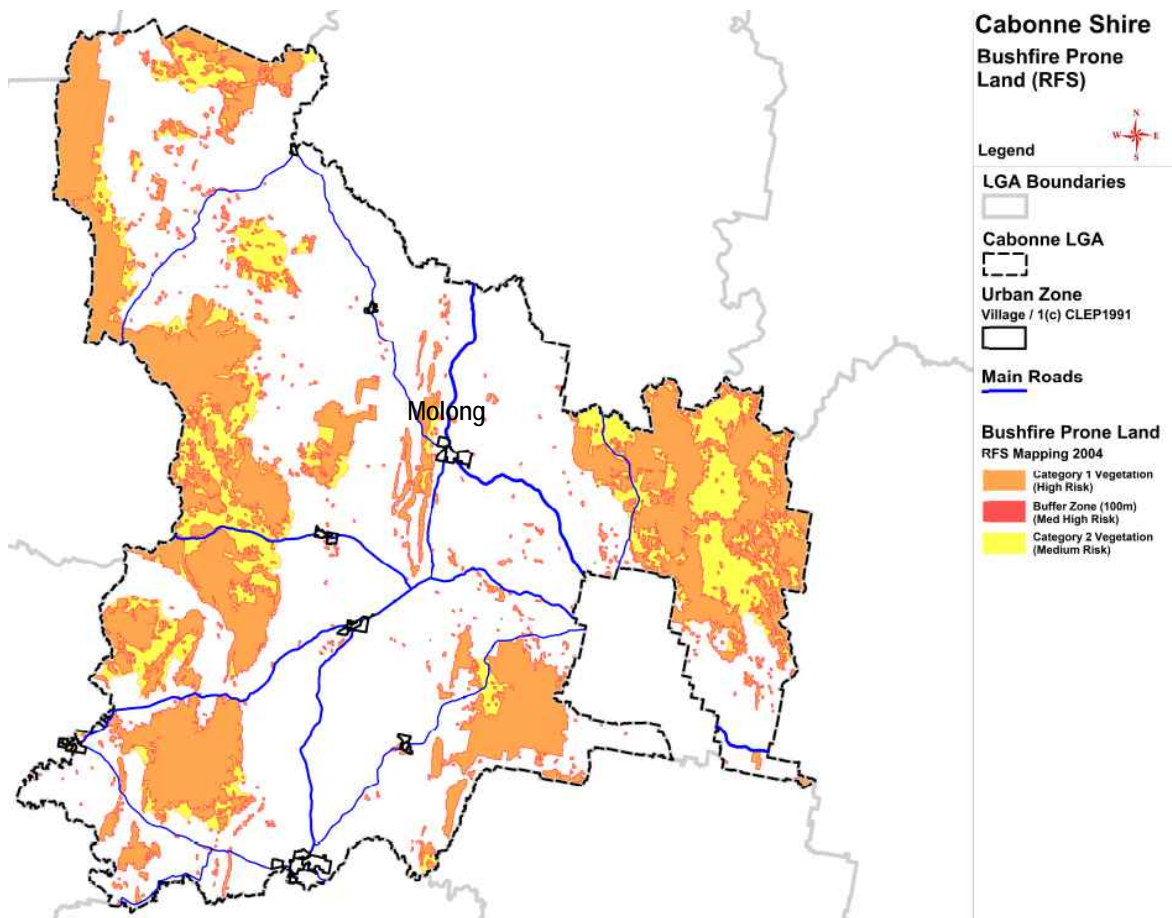 Cabonne Shire
Bushfire Prone
Land (RFS)
N
W
E
S
Legend
LGA Boundaries
Cabonne LGA
Urban Zone
Village / 1(c) CLEP1991
Main Roads
Bushfire Prone Land
RFS Mapping 2004
Category 1 Vegetation
(High Risk)
Buffer Zone (100m)
(Med High Risk)
Category 2 Vegetation
(Medium Risk)
Molong